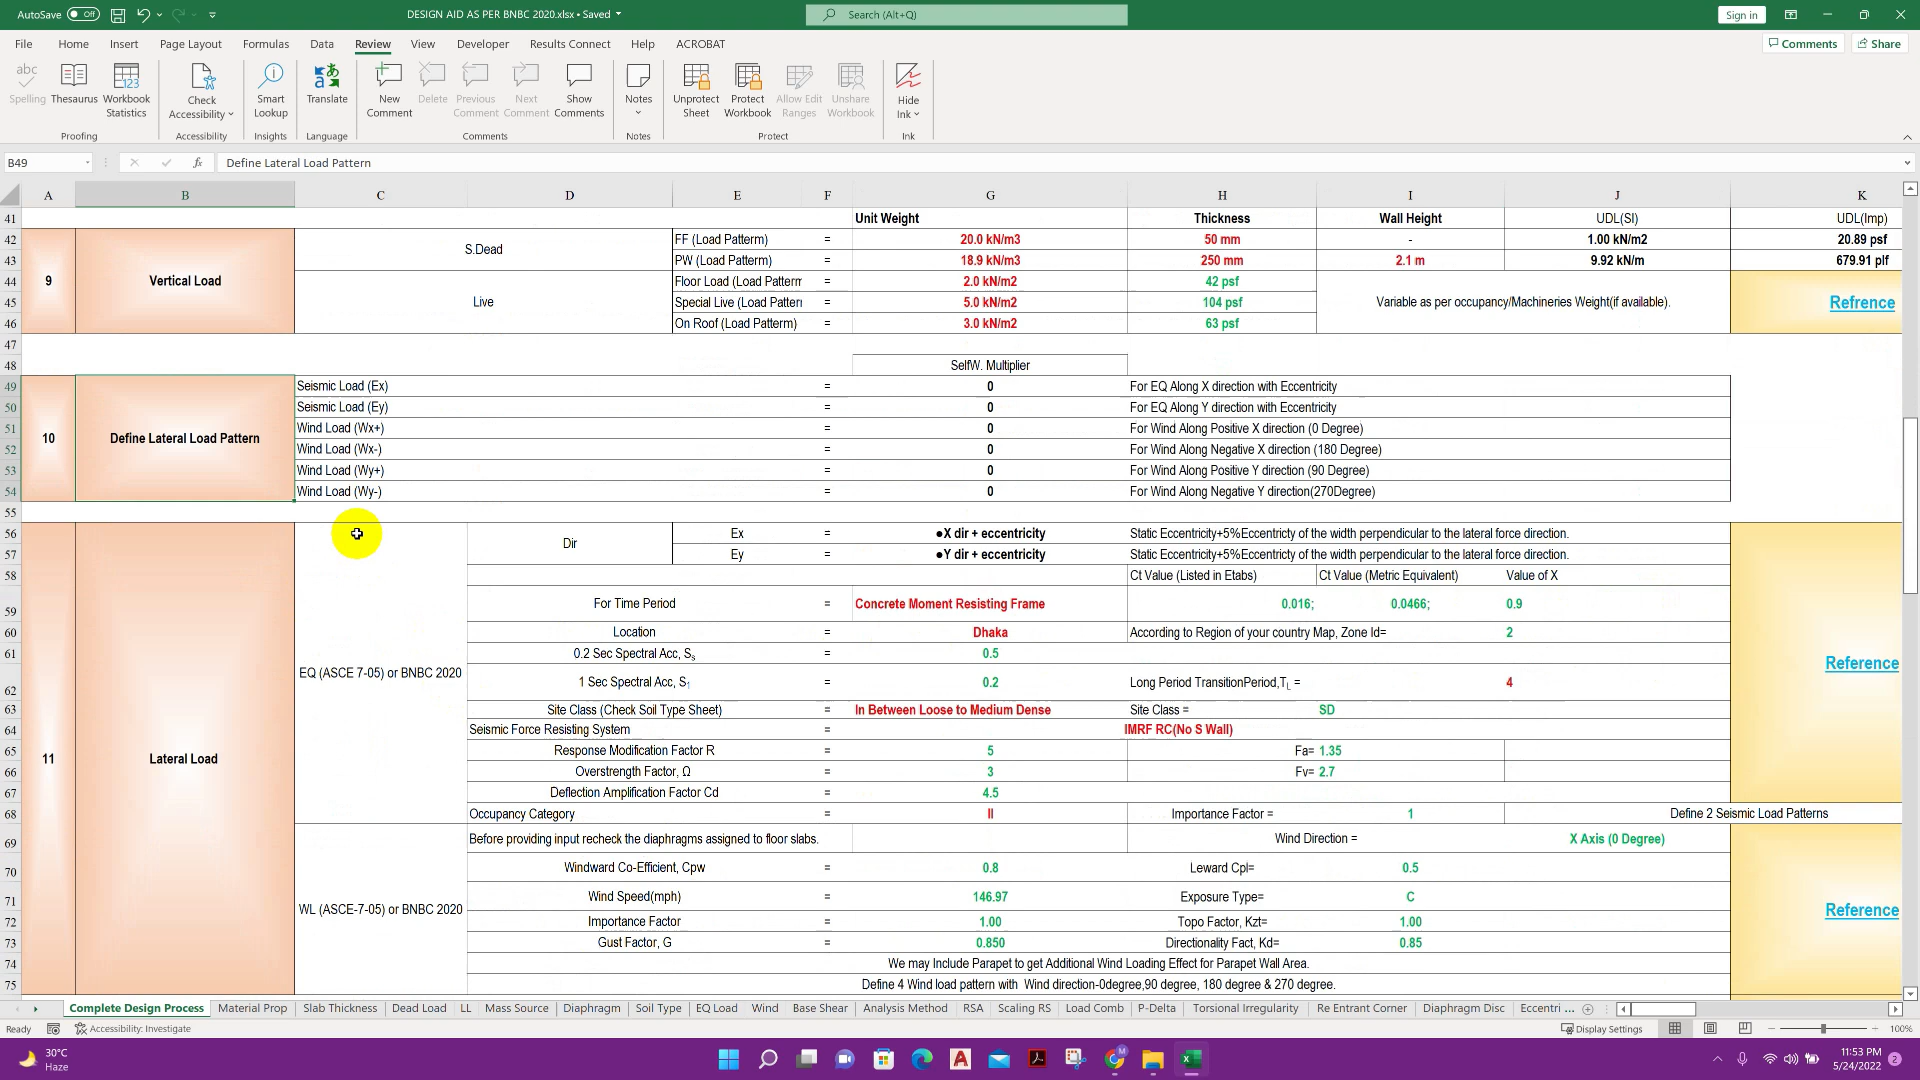 AutoSave Off DESIGN AID AS PER BNBC 2020.xlsx • Saved Search (Alt+Q) Sign in
File Home Insert Page Layout Formulas Data Review View Developer Results Connect Help ACROBAT Comments Share
Spelling Thesaurus Workbook Statistics Check Accessibility Smart Lookup Translate New Comment Delete Previous Comment Next Comment Show Comments Notes Unprotect Sheet Protect Workbook Allow Edit Ranges Unshare Workbook Hide Ink
Proofing Accessibility Insights Language Comments Notes Protect Ink
B49 fx Define Lateral Load Pattern
A B C D E F G H I J K
41 Unit Weight Thickness Wall Height UDL(SI) UDL(Imp)
42 S.Dead FF (Load Patterm) = 20.0 kN/m3 50 mm - 1.00 kN/m2 20.89 psf
43 PW (Load Patterm) = 18.9 kN/m3 250 mm 2.1 m 9.92 kN/m 679.91 plf
44 9 Vertical Load Floor Load (Load Patterm = 2.0 kN/m2 42 psf
45 Live Special Live (Load Patter = 5.0 kN/m2 104 psf Variable as per occupancy/Machineries Weight(if available). Refrence
46 On Roof (Load Patterm) = 3.0 kN/m2 63 psf
47
48 SelfW. Multiplier
49 Seismic Load (Ex) = 0 For EQ Along X direction with Eccentricity
50 Seismic Load (Ey) = 0 For EQ Along Y direction with Eccentricity
51 Wind Load (Wx+) = 0 For Wind Along Positive X direction (0 Degree)
10 Define Lateral Load Pattern
52 Wind Load (Wx-) = 0 For Wind Along Negative X direction (180 Degree)
53 Wind Load (Wy+) = 0 For Wind Along Positive Y direction (90 Degree)
54 Wind Load (Wy-) = 0 For Wind Along Negative Y direction(270Degree)
55
56 Dir Ex = ●X dir + eccentricity Static Eccentricity+5%Eccentricty of the width perpendicular to the lateral force direction.
57 Ey = ●Y dir + eccentricity Static Eccentricity+5%Eccentricty of the width perpendicular to the lateral force direction.
58 Ct Value (Listed in Etabs) Ct Value (Metric Equivalent) Value of X
59 For Time Period = Concrete Moment Resisting Frame 0.016; 0.0466; 0.9
60 Location = Dhaka According to Region of your country Map, Zone Id= 2
61 0.2 Sec Spectral Acc, Ss = 0.5
Reference
EQ (ASCE 7-05) or BNBC 2020
62 1 Sec Spectral Acc, S1 = 0.2 Long Period TransitionPeriod,TL = 4
63 Site Class (Check Soil Type Sheet) = In Between Loose to Medium Dense Site Class = SD
64 Seismic Force Resisting System = IMRF RC(No S Wall)
65 Response Modification Factor R = 5 Fa= 1.35
11 Lateral Load
66 Overstrength Factor, Ω = 3 Fv= 2.7
67 Deflection Amplification Factor Cd = 4.5
68 Occupancy Category = II Importance Factor = 1 Define 2 Seismic Load Patterns
69 Before providing input recheck the diaphragms assigned to floor slabs. Wind Direction = X Axis (0 Degree)
70 Windward Co-Efficient, Cpw = 0.8 Leward Cpl= 0.5
71 Wind Speed(mph) = 146.97 Exposure Type= C
WL (ASCE-7-05) or BNBC 2020 Reference
72 Importance Factor = 1.00 Topo Factor, Kzt= 1.00
73 Gust Factor, G = 0.850 Directionality Fact, Kd= 0.85
74 We may Include Parapet to get Additional Wind Loading Effect for Parapet Wall Area.
75 Define 4 Wind load pattern with Wind direction-0degree,90 degree, 180 degree & 270 degree.
Complete Design Process Material Prop Slab Thickness Dead Load LL Mass Source Diaphragm Soil Type EQ Load Wind Base Shear Analysis Method RSA Scaling RS Load Comb P-Delta Torsional Irregularity Re Entrant Corner Diaphragm Disc Eccentri ...
Ready Accessibility: Investigate Display Settings 100%
30°C
Haze
11:53 PM
5/24/2022
2